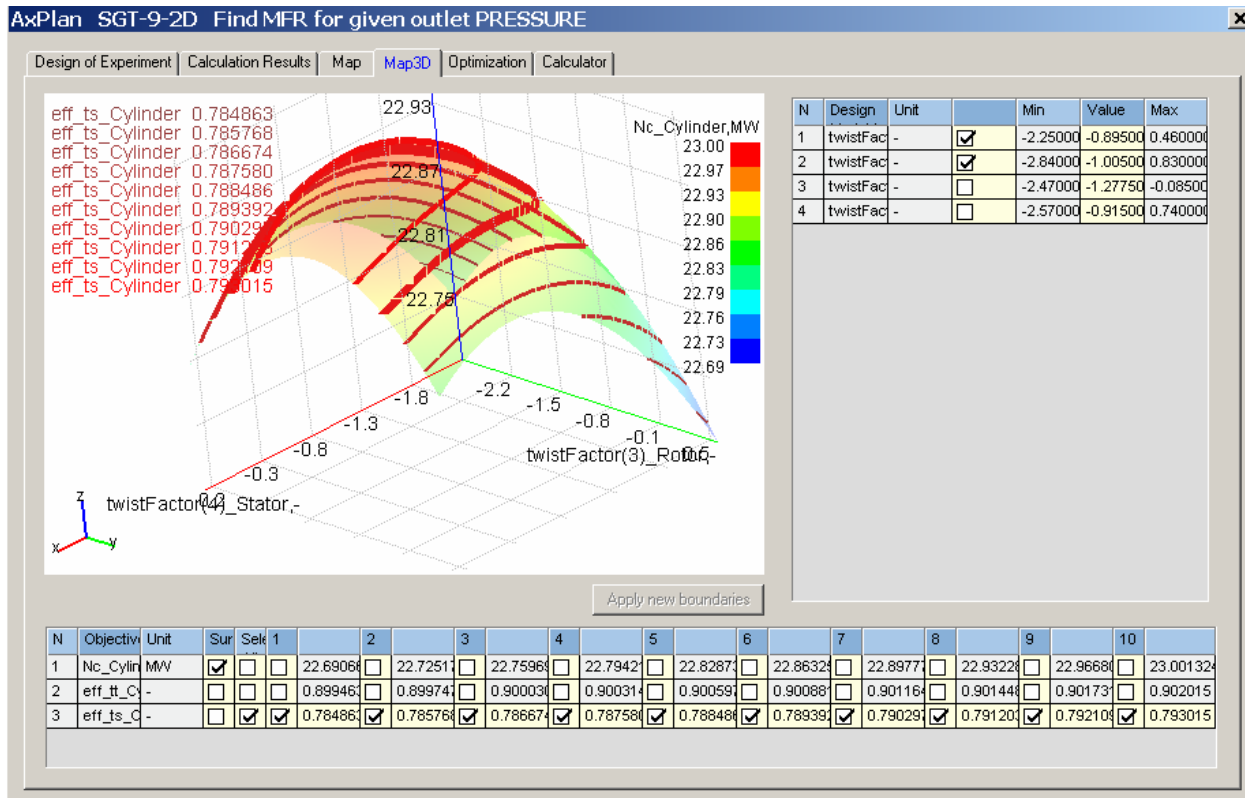 AxPlan SGT-9-2D Find MFR for given outlet PRESSURE
Design of Experiment Calculation Results Map Map3D Optimization Calculator
eff_ts_Cylinder 0.784863
eff_ts_Cylinder 0.785768
eff_ts_Cylinder 0.786674
eff_ts_Cylinder 0.787580
eff_ts_Cylinder 0.788486
eff_ts_Cylinder 0.789392
eff_ts_Cylinder
eff_ts_Cylinder
eff_ts_Cylinder
eff_ts_Cylinder
22.93
22.87
22.81
22.75
Nc_Cylinder,MW
23.00
22.97
22.93
22.90
22.86
22.83
22.79
22.76
22.73
22.69
-2.2
-1.5
-0.8
-0.1
twistFactor(3)_Rotor,-
-1.8
-1.3
-0.8
-0.3
twistFactor(4)_Stator,-
z
x
y
N Design Unit Min Value Max
1 twistFac - -2.25000 -0.89500 0.460000
2 twistFac - -2.84000 -1.00500 0.830000
3 twistFac - -2.47000 -1.27750 -0.08500
4 twistFac - -2.57000 -0.91500 0.740000
Apply new boundaries
N Objectiv Unit Sur Sele 1 2 3 4 5 6 7 8 9 10
1 Nc_Cylin MW 22.69066 22.72517 22.75969 22.79421 22.82873 22.86325 22.89777 22.93228 22.96680 23.001324
2 eff_tt_Cy - 0.899463 0.899747 0.900030 0.900314 0.900597 0.900881 0.901164 0.901448 0.901731 0.902015
3 eff_ts_C - 0.784863 0.785768 0.786674 0.787580 0.788486 0.789392 0.790297 0.791203 0.792109 0.793015